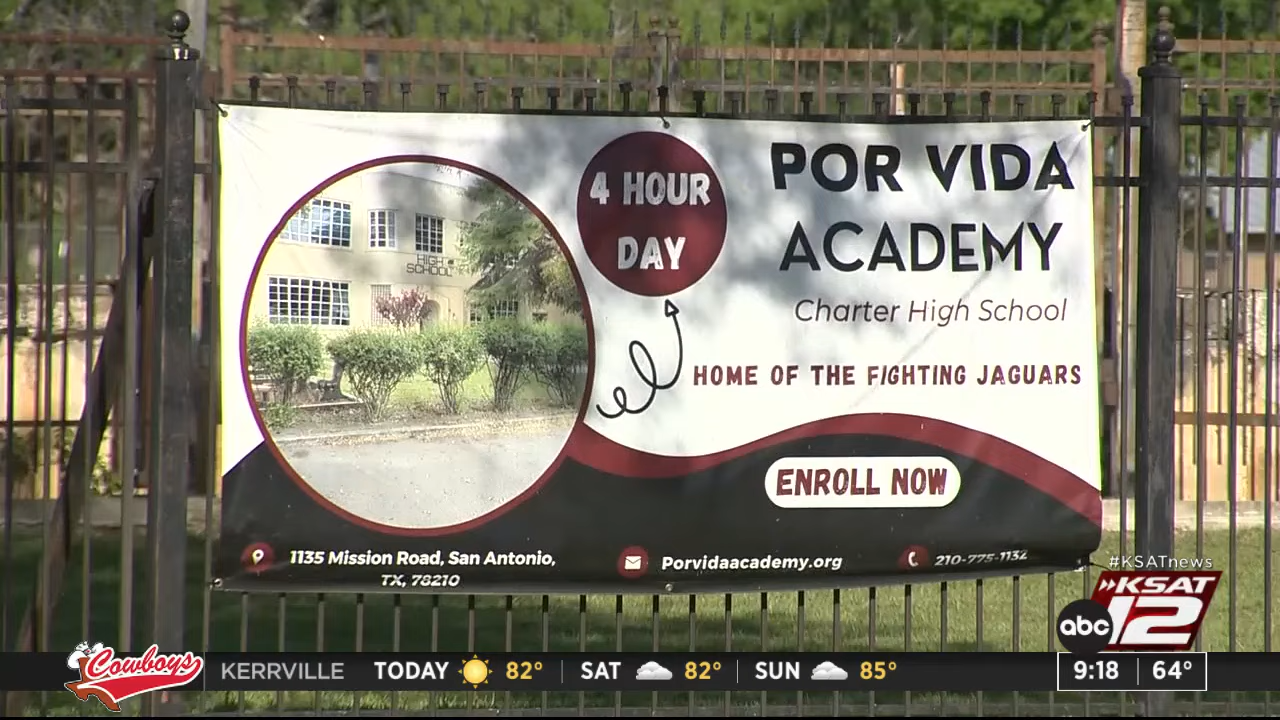 4 HOUR
DAY
POR VIDA
ACADEMY
Charter High School
HOME OF THE FIGHTING JAGUARS
HIGH
SCHOOL
ENROLL NOW
1135 Mission Road, San Antonio,
TX, 78210
Porvidaacademy.org
210-775-1132
#KSATnews
KSAT
abc 12
Cowboys KERRVILLE TODAY 82° SAT 82° SUN 85° 9:18 64°